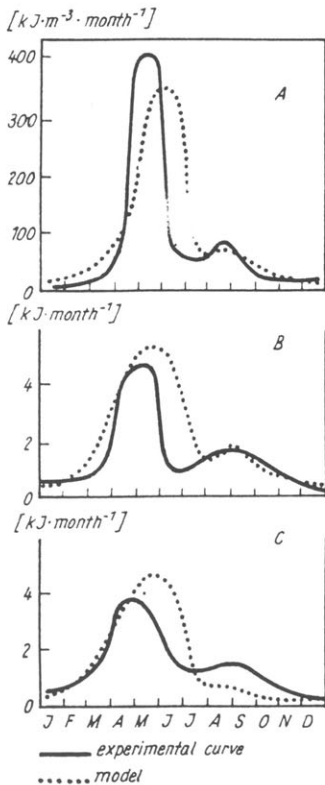 [kJ·m⁻³·month⁻¹]
A
400
300
200
100
0
[kJ·month⁻¹]
B
4
2
0
[kJ·month⁻¹]
C
4
2
0
J F M A M J J A S O N D
experimental curve
model